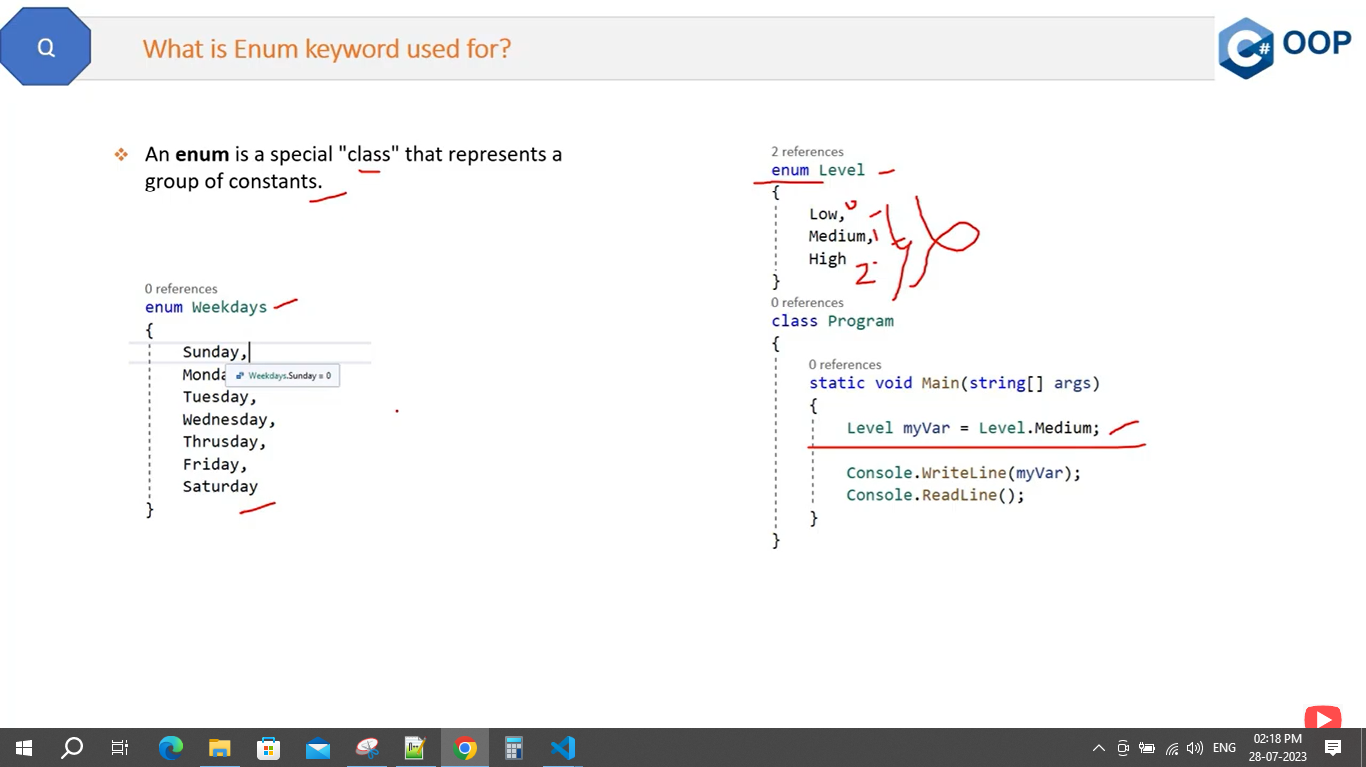 Q
What is Enum keyword used for?
C# OOP
An enum is a special "class" that represents a
group of constants.
0 references
enum Weekdays
{
Sunday,
Monda
Weekdays.Sunday = 0
Tuesday,
Wednesday,
Thrusday,
Friday,
Saturday
}
2 references
enum Level
{
Low, 0
Medium, 1
High 2
}
0 references
class Program
{
0 references
static void Main(string[] args)
{
Level myVar = Level.Medium;
Console.WriteLine(myVar);
Console.ReadLine();
}
}
ENG
02:18 PM
28-07-2023